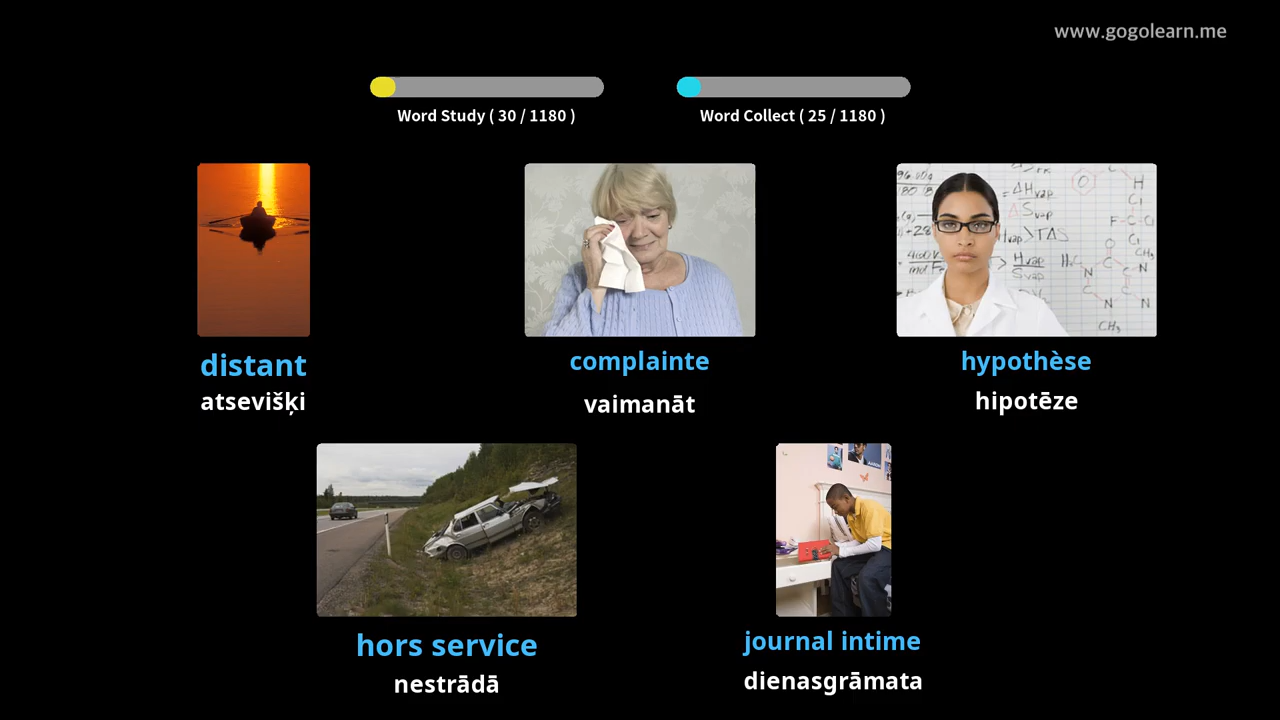 www.gogolearn.me
Word Study ( 30 / 1180 )
Word Collect ( 25 / 1180 )
distant
atsevišķi
complainte
vaimanāt
hypothèse
hipotēze
hors service
nestrādā
journal intime
dienasgrāmata